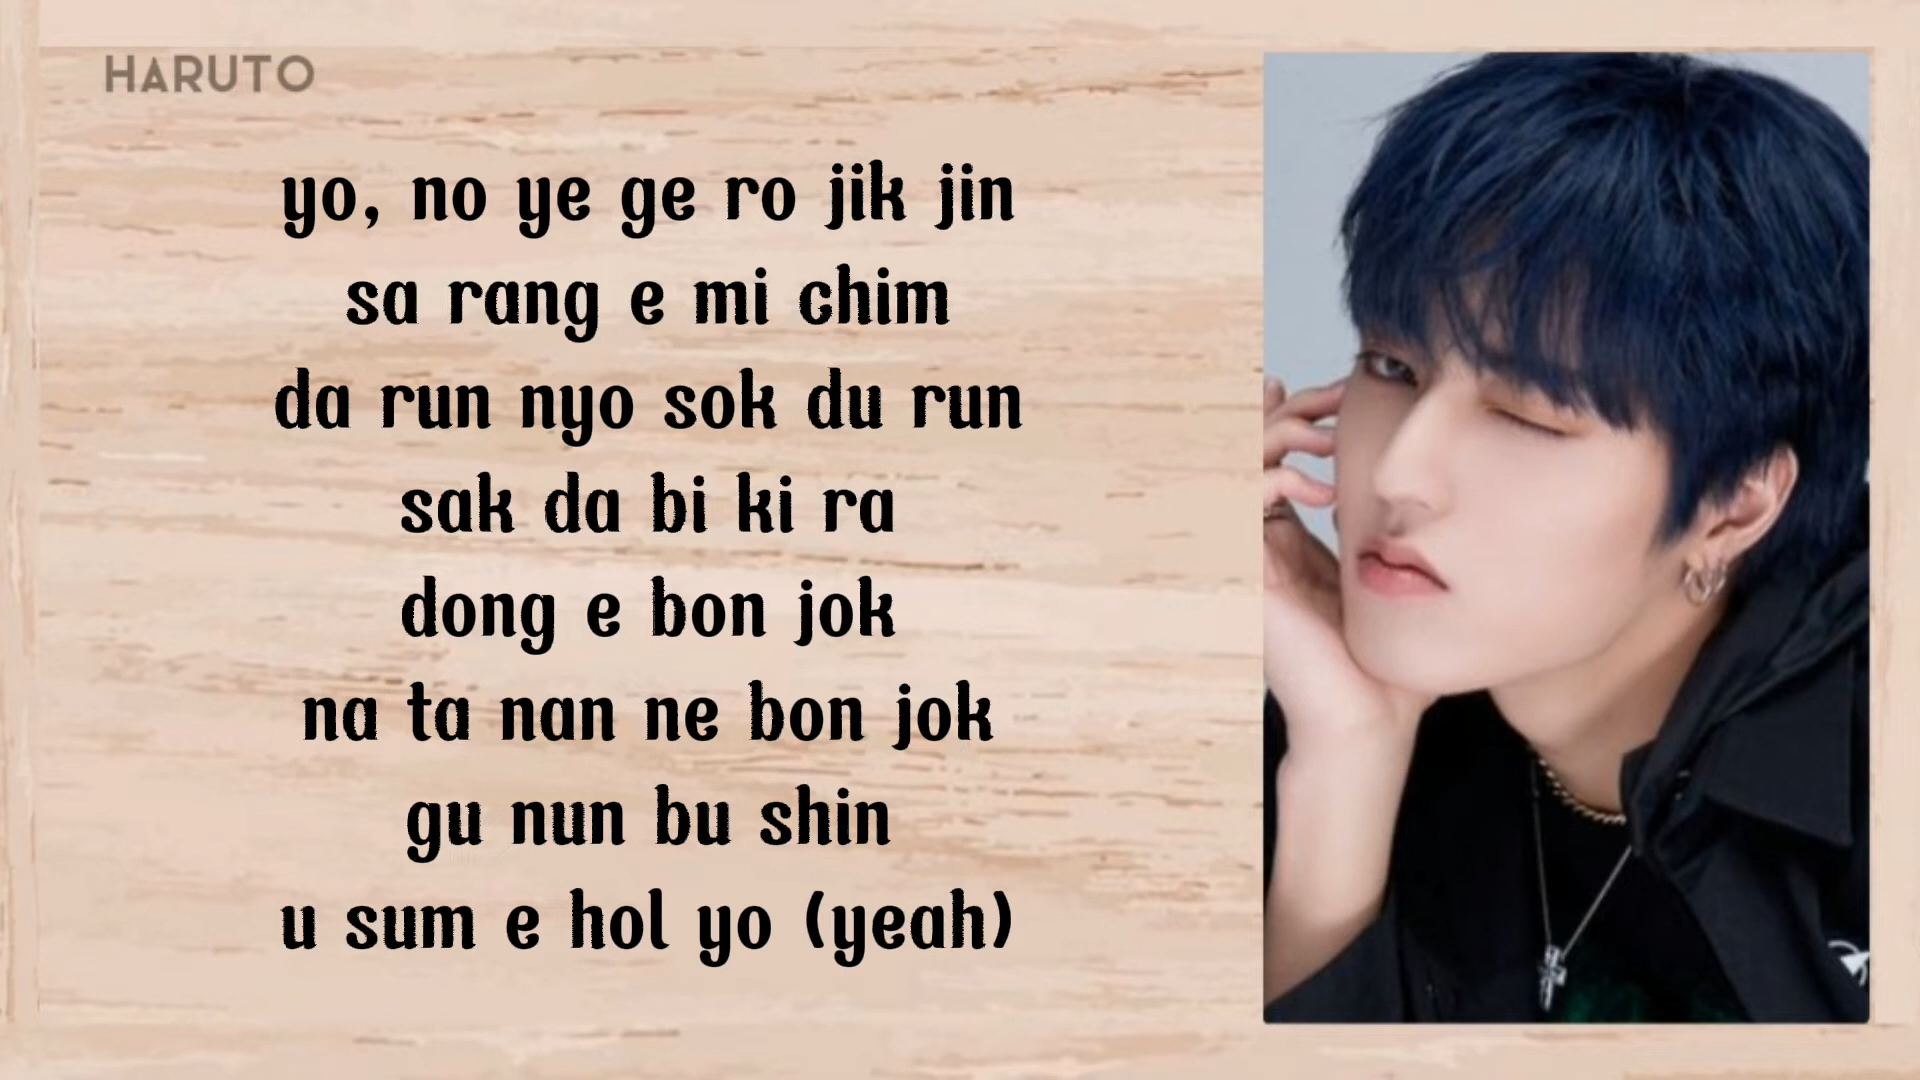 HARUTO
yo, no ye ge ro jik jin
sa rang e mi chim
da run nyo sok du run
sak da bi ki ra
dong e bon jok
na ta nan ne bon jok
gu nun bu shin
u sum e hol yo (yeah)